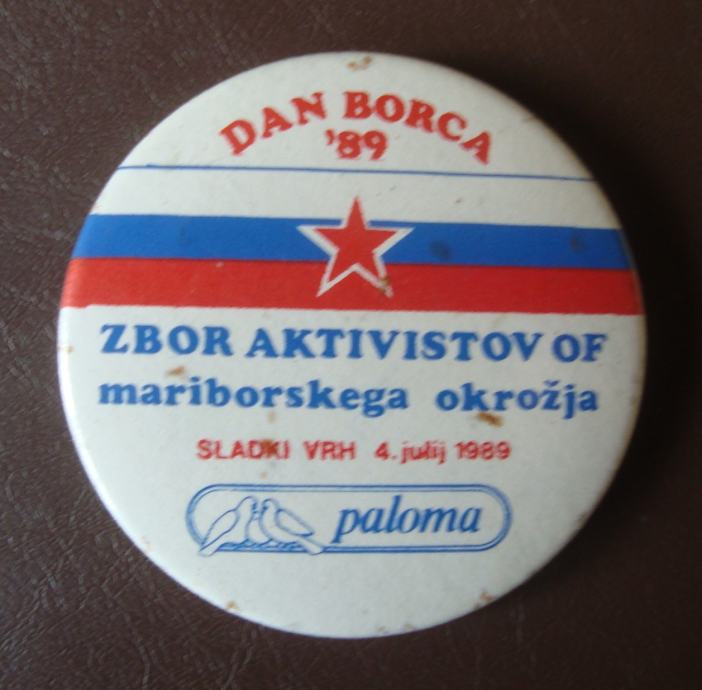 DAN BORCA
'89
ZBOR AKTIVISTOV OF
mariborskega okrožja
SLADKI VRH 4. julij 1989
paloma